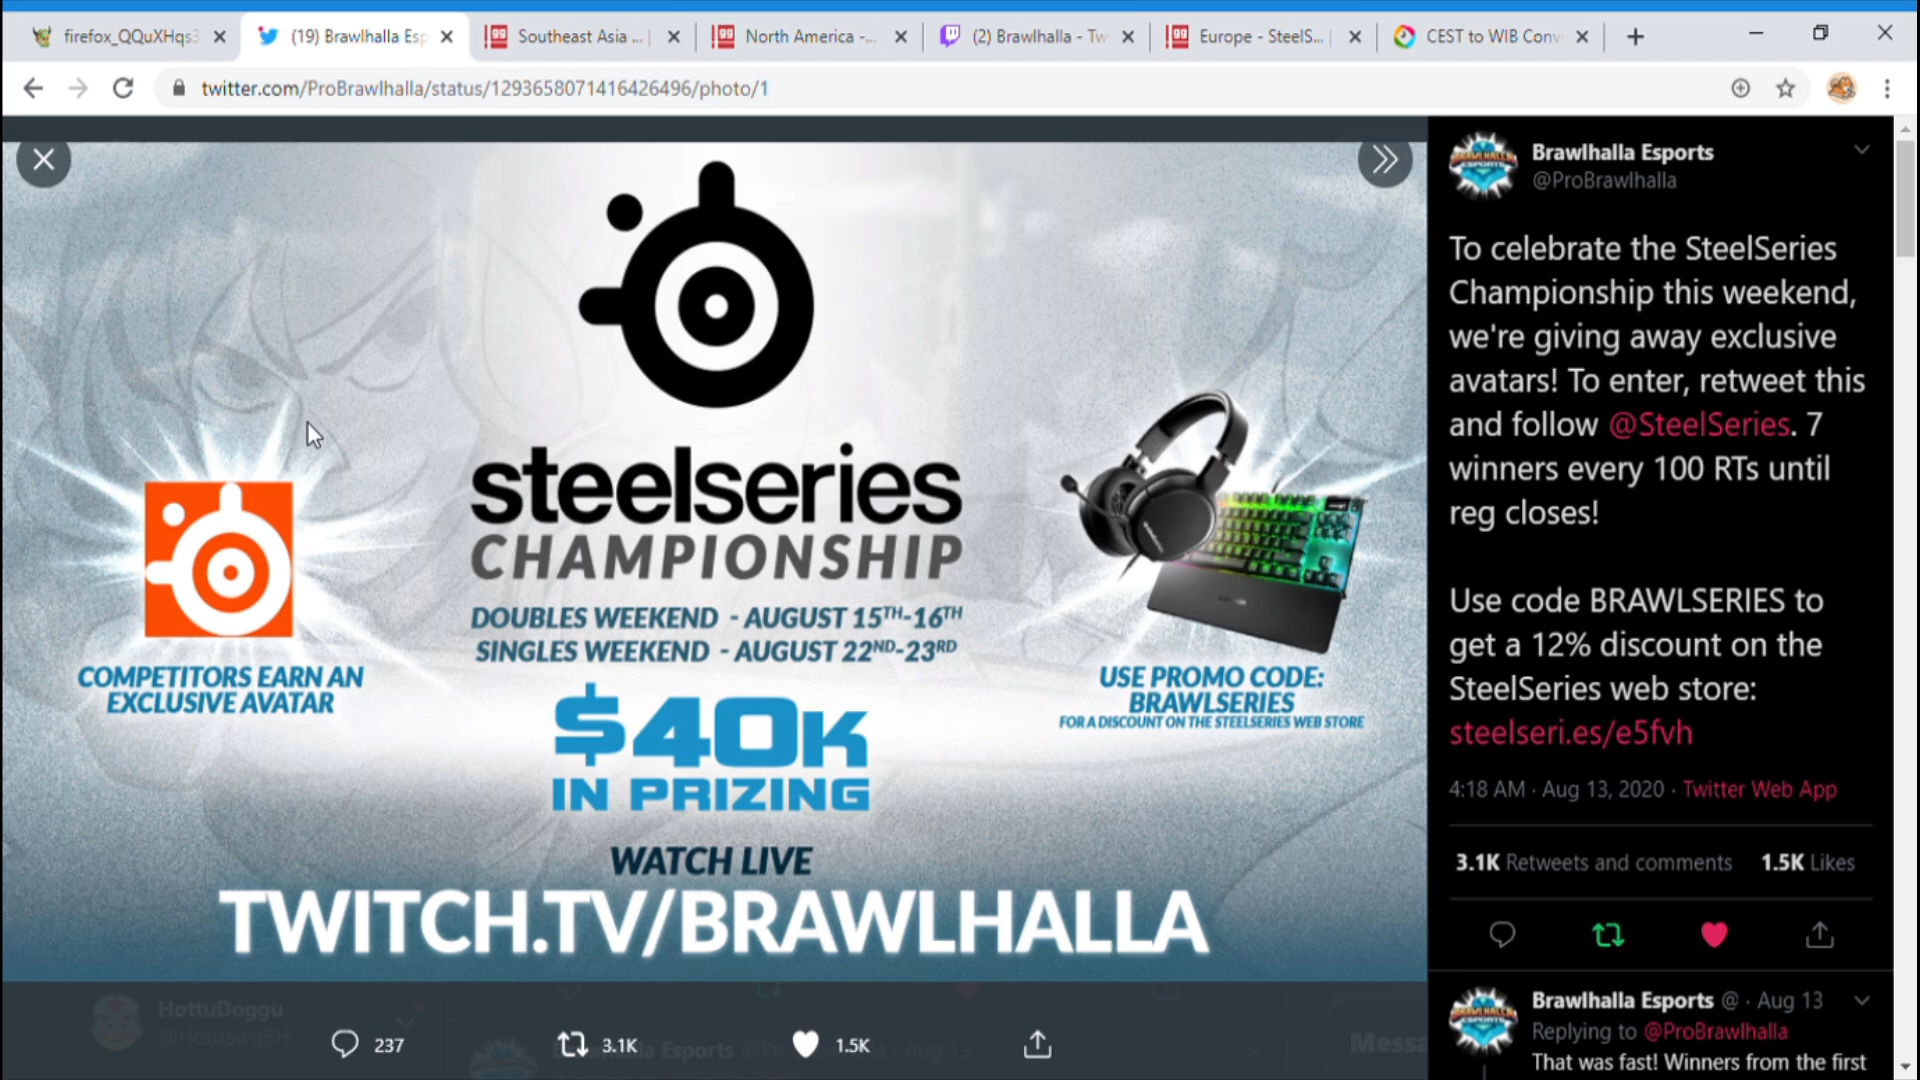 firefox_QQuXHqs3
(19) Brawlhalla Esp
Southeast Asia ...
North America -...
(2) Brawlhalla - Tw
Europe - SteelS...
CEST to WIB Conv
twitter.com/ProBrawlhalla/status/1293658071416426496/photo/1
steelseries
CHAMPIONSHIP
DOUBLES WEEKEND - AUGUST 15TH-16TH
SINGLES WEEKEND - AUGUST 22ND-23RD
$40K
IN PRIZING
COMPETITORS EARN AN
EXCLUSIVE AVATAR
USE PROMO CODE:
BRAWLSERIES
FOR A DISCOUNT ON THE STEELSERIES WEB STORE
WATCH LIVE
TWITCH.TV/BRAWLHALLA
HottuDoggu
@HotdawgBH
237
3.1K
1.5K
Brawlhalla Esports
@ProBrawlhalla
To celebrate the SteelSeries
Championship this weekend,
we're giving away exclusive
avatars! To enter, retweet this
and follow @SteelSeries. 7
winners every 100 RTs until
reg closes!
Use code BRAWLSERIES to
get a 12% discount on the
SteelSeries web store:
steelseri.es/e5fvh
4:18 AM · Aug 13, 2020 · Twitter Web App
3.1K Retweets and comments 1.5K Likes
Brawlhalla Esports @ · Aug 13
Replying to @ProBrawlhalla
That was fast! Winners from the first